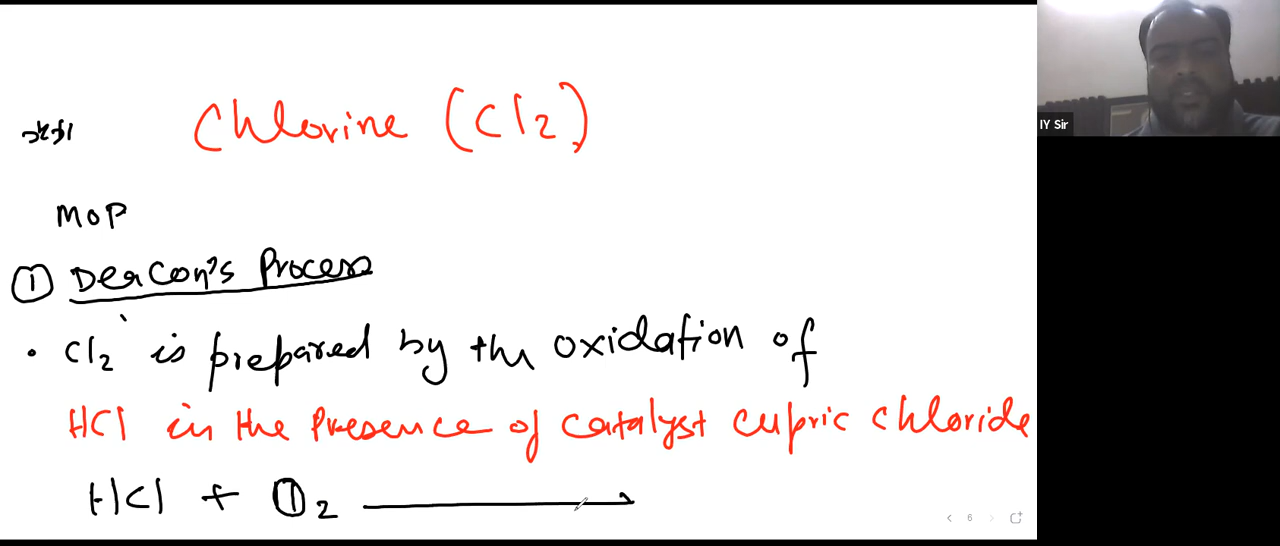 Chlorine (Cl2)
MOP
① Deacon's Process
• Cl2 is prepared by the oxidation of
HCl in the Presence of catalyst cupric chloride
HCl + O2 →
IY Sir
6